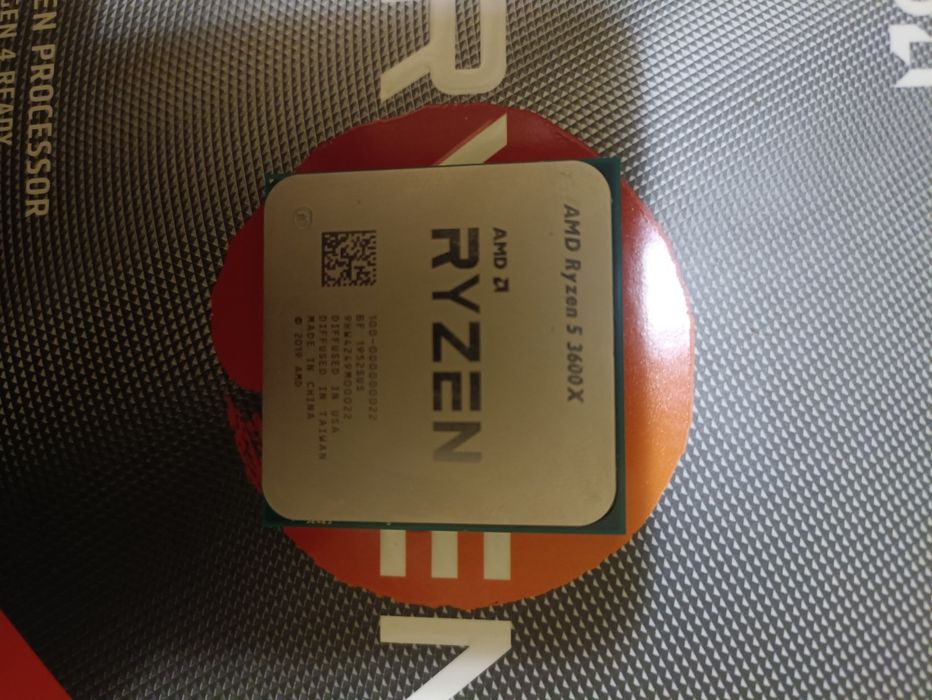 AMD Ryzen 5 3600X
AMD
RYZEN
100-000000022
BF 1952SUS
9HW4249M00022
DIFFUSED IN USA
DIFFUSED IN TAIWAN
MADE IN CHINA
© 2019 AMD
EN PROCESSOR
EN 4 READY